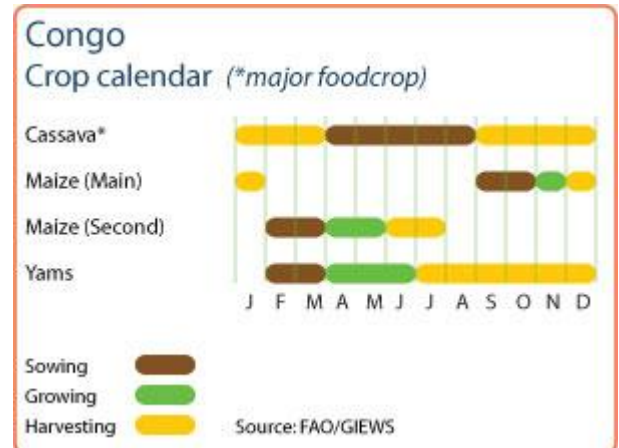 Congo
Crop calendar (*major foodcrop)
Cassava*
Maize (Main)
Maize (Second)
Yams
J F M A M J J A S O N D
Sowing
Growing
Harvesting Source: FAO/GIEWS